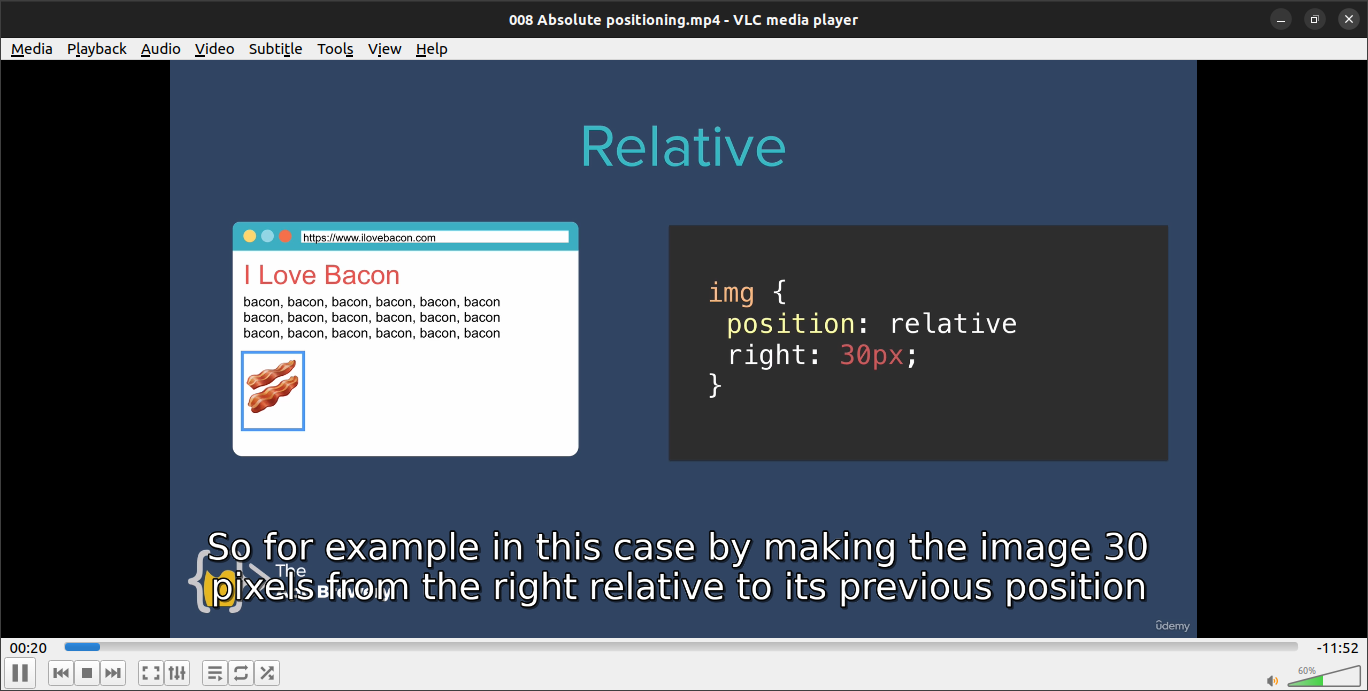 008 Absolute positioning.mp4 - VLC media player
Media Playback Audio Video Subtitle Tools View Help
Relative
https://www.ilovebacon.com
I Love Bacon
bacon, bacon, bacon, bacon, bacon, bacon
bacon, bacon, bacon, bacon, bacon, bacon
bacon, bacon, bacon, bacon, bacon, bacon
img {
position: relative
right: 30px;
}
So for example in this case by making the image 30
pixels from the right relative to its previous position
The
udemy
00:20
-11:52
60%